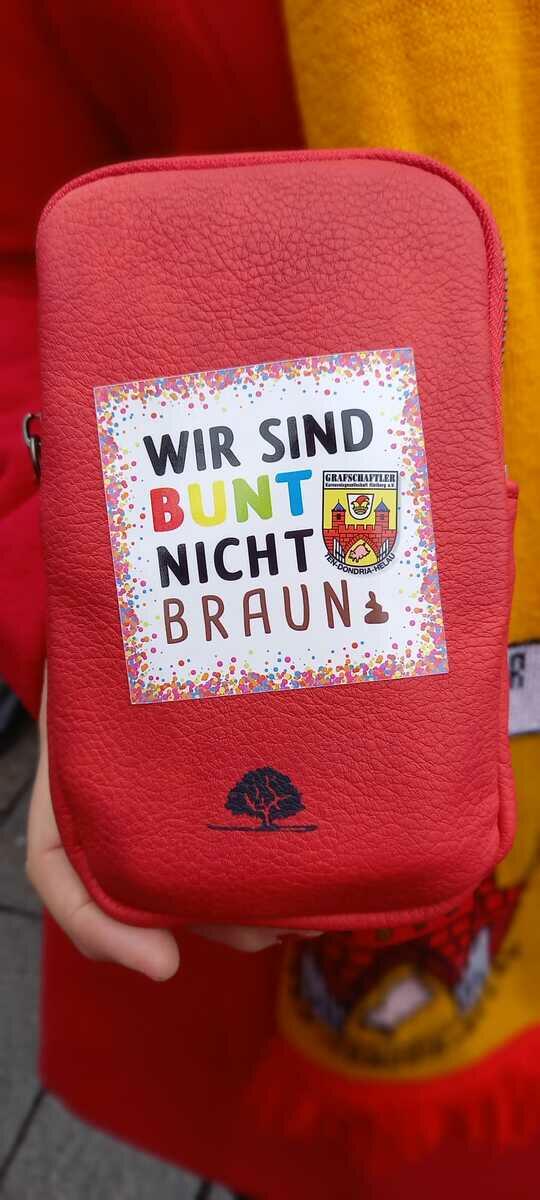 WIR SIND
BUNT
NICHT
BRAUN
GRAFSCHAFTLER
TEN-DONDRIA-HELAU